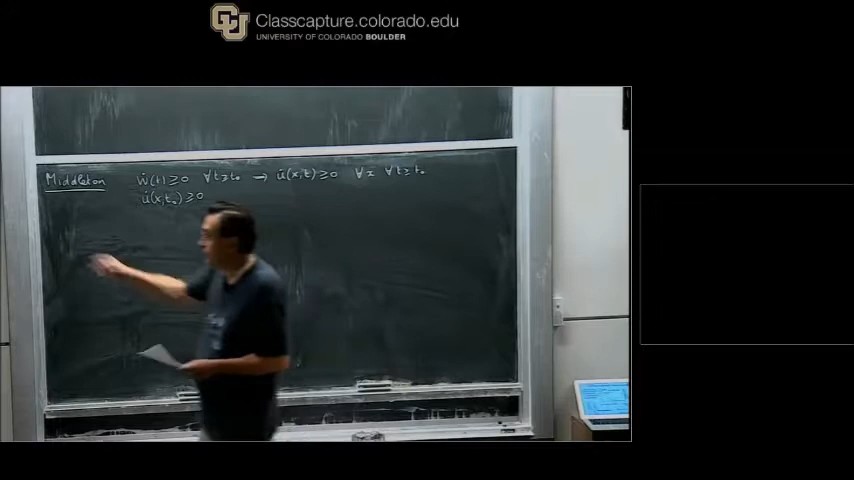 Classcapture.colorado.edu
UNIVERSITY OF COLORADO BOULDER
Middleton ẇ(t) ≥ 0 ∀t ≥ t₀ → u̇(x,t) ≥ 0 ∀x ∀t ≥ t₀
u̇(x,t₀) ≥ 0